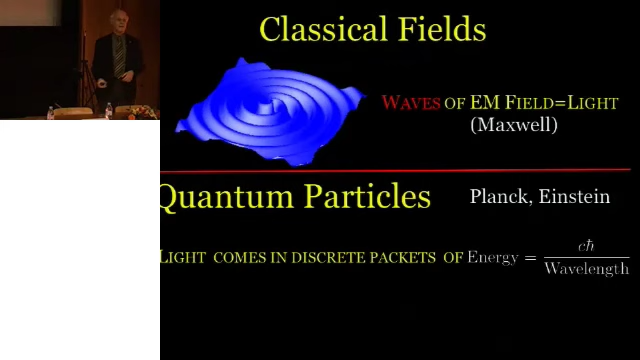 Classical Fields
WAVES OF EM FIELD=LIGHT
(Maxwell)
Quantum Particles
Planck, Einstein
LIGHT COMES IN DISCRETE PACKETS OF Energy = cħ / Wavelength